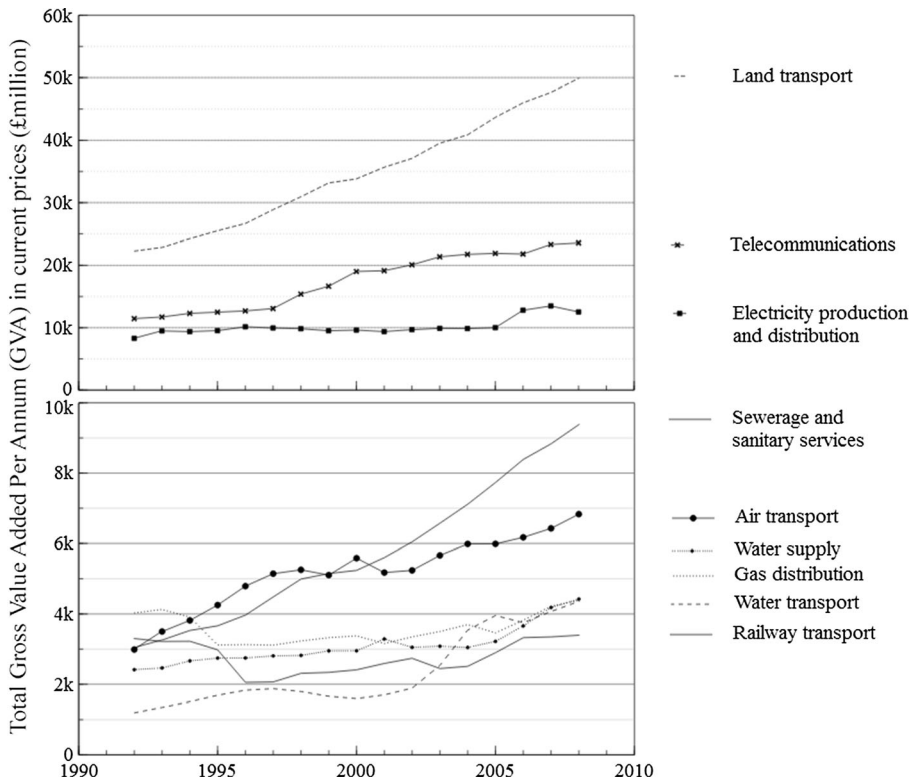 Total Gross Value Added Per Annum (GVA) in current prices (£million)
60k
50k
40k
30k
20k
10k
0
Land transport
Telecommunications
Electricity production
and distribution
10k
8k
6k
4k
2k
0
1990
1995
2000
2005
2010
Sewerage and
sanitary services
Air transport
Water supply
Gas distribution
Water transport
Railway transport